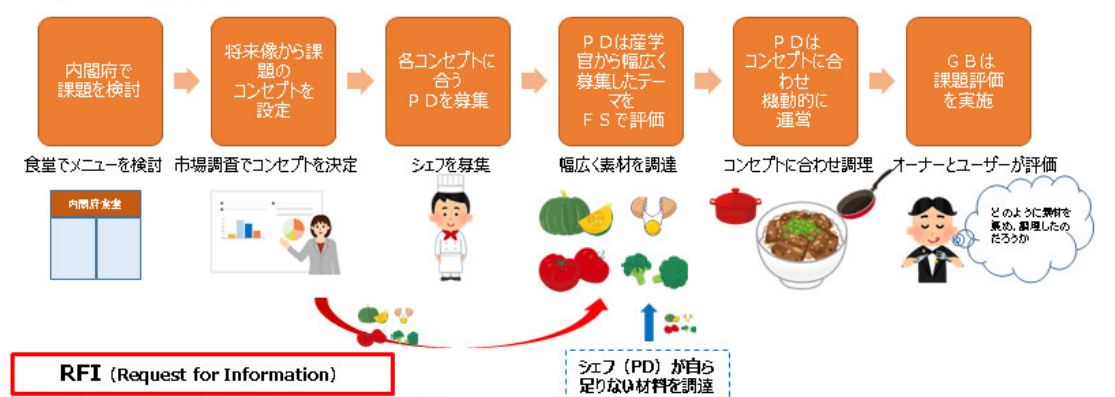 内閣府で
課題を検討
将来像から課
題の
コンセプトを
設定
各コンセプトに
合う
ＰＤを募集
ＰＤは産学
官から幅広く
募集したテー
マを
ＦＳで評価
ＰＤは
コンセプトに合
わせ
機動的に
運営
ＧＢは
課題評価
を実施
食堂でメニューを検討
市場調査でコンセプトを決定
シェフを募集
幅広く素材を調達
コンセプトに合わせ調理
オーナーとユーザーが評価
内閣府食堂
どのように素材を
集め、調理したの
だろうか
RFI（Request for Information）
シェフ（PD）が自ら
足りない材料を調達